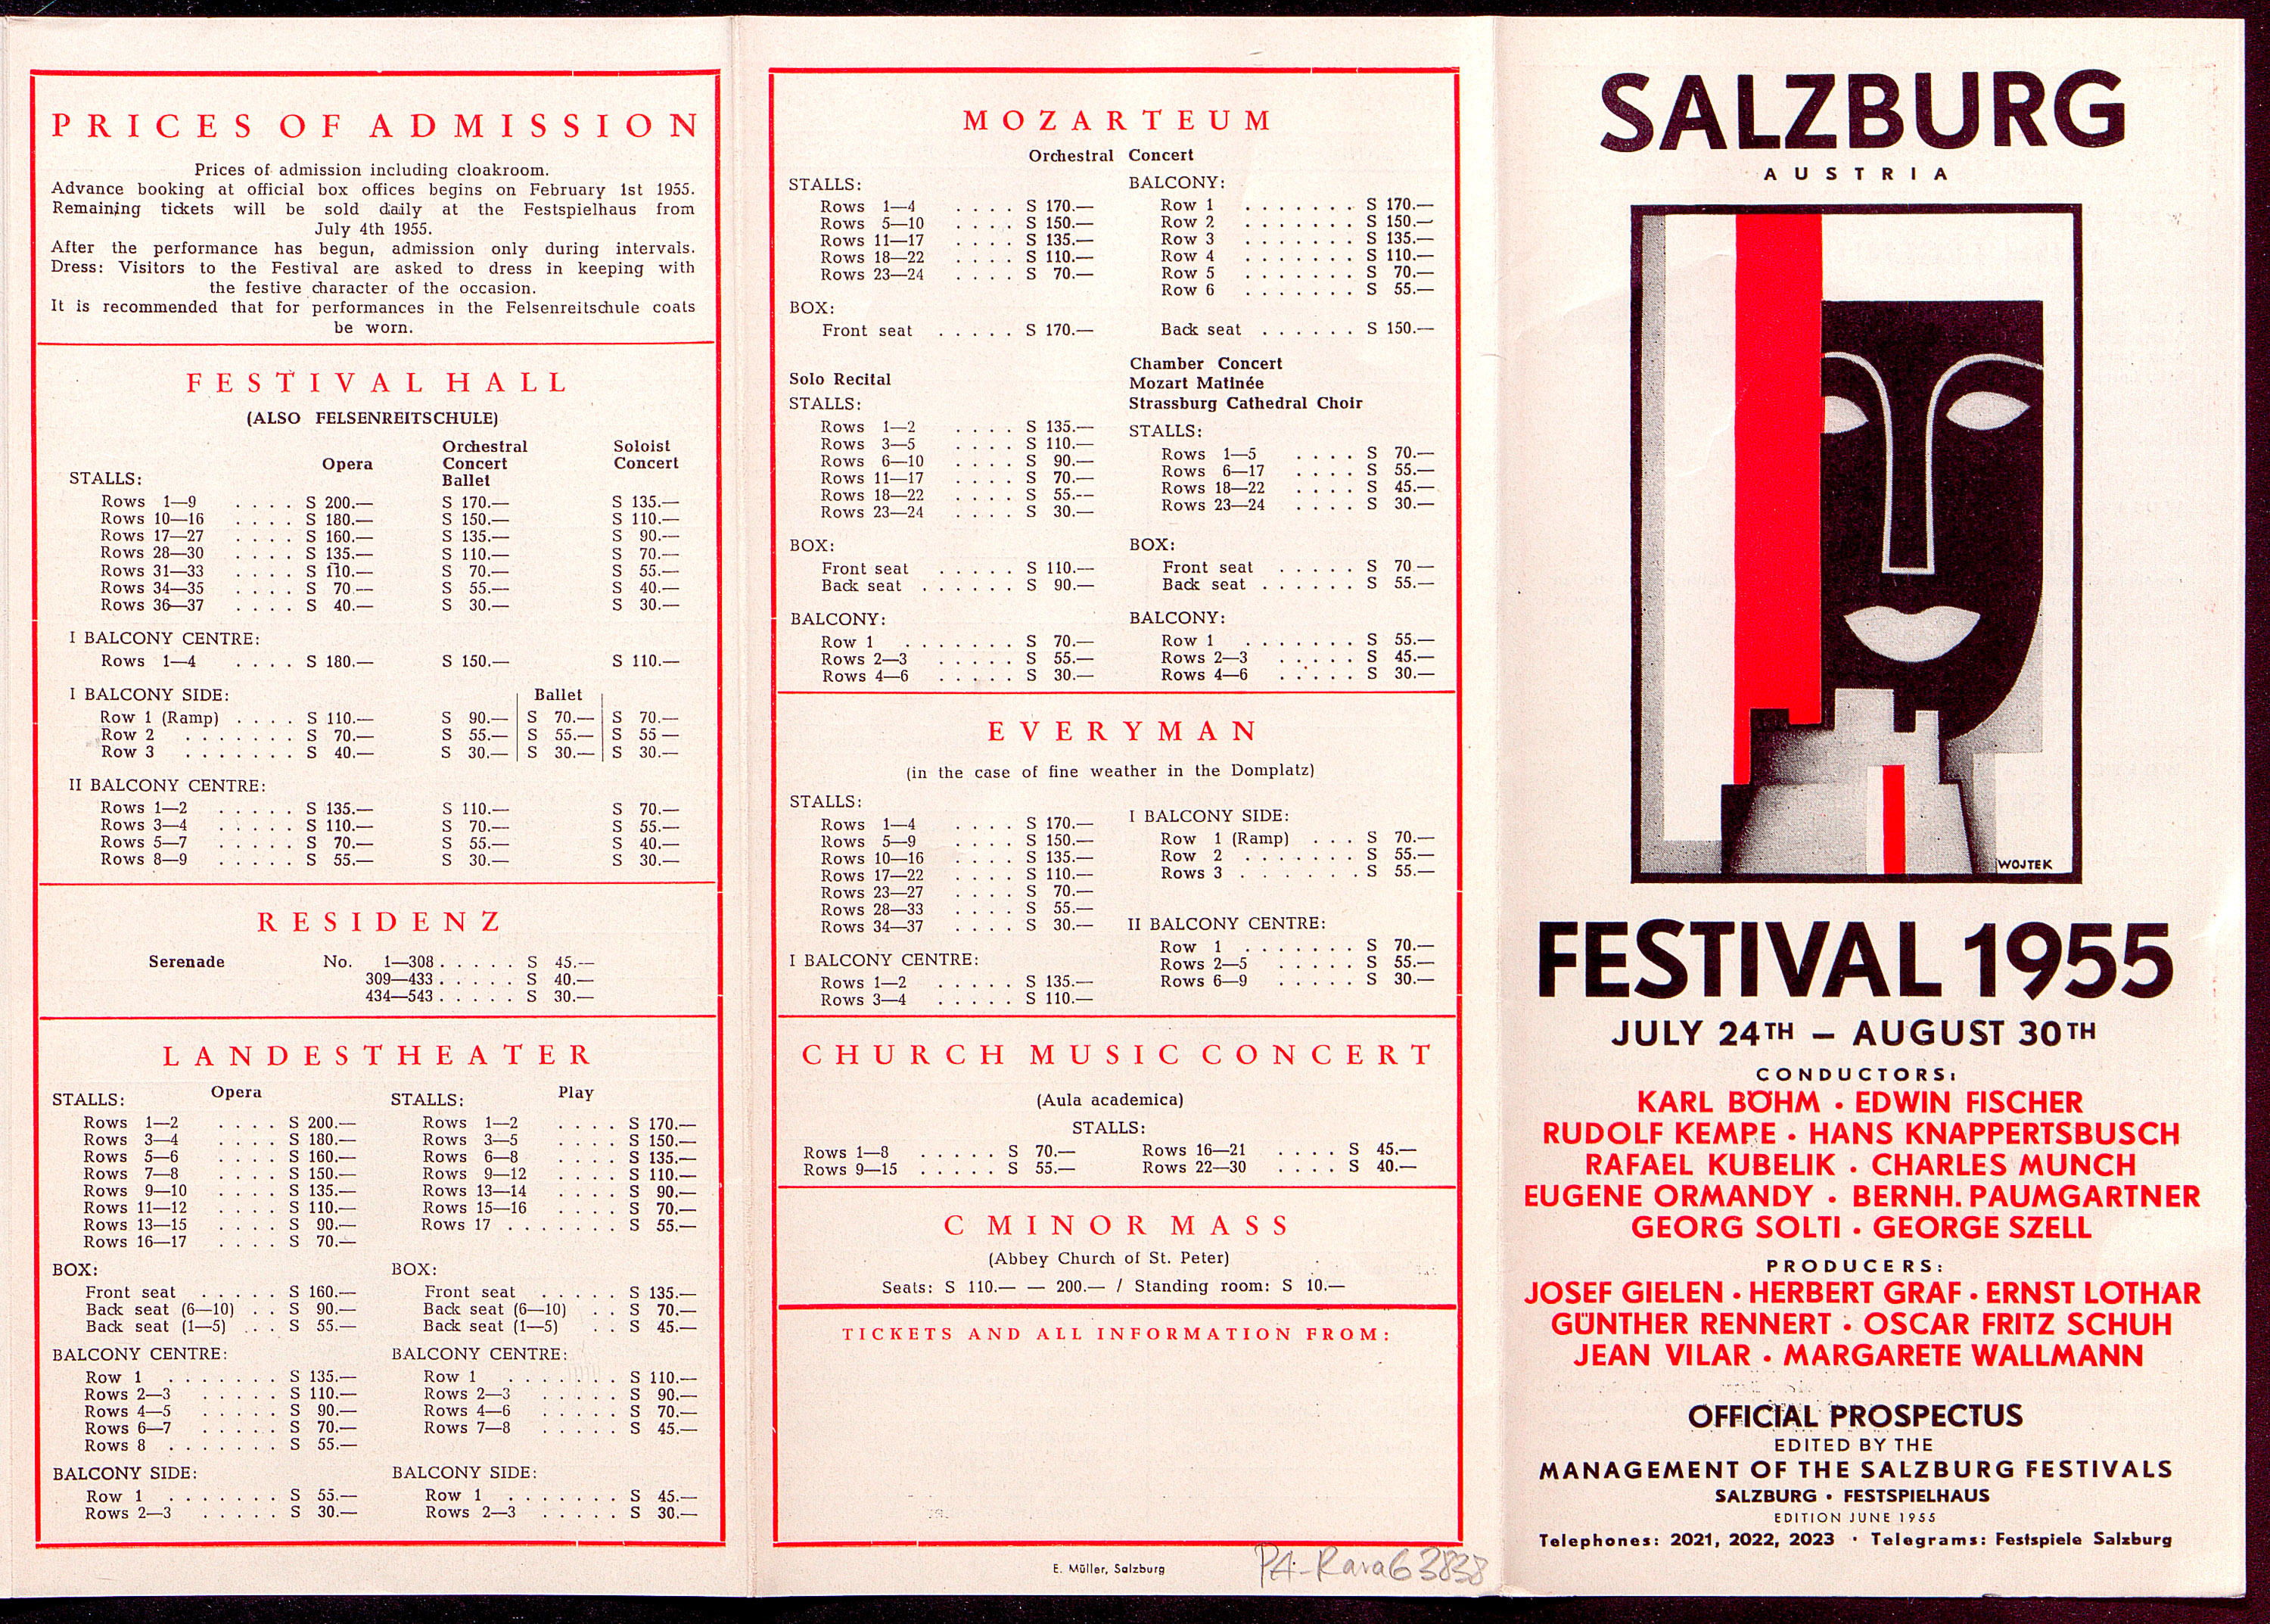 PRICES OF ADMISSION
Prices of admission including cloakroom.
Advance booking at official box offices begins on February 1st 1955.
Remaining tickets will be sold daily at the Festspielhaus from
July 4th 1955.
After the performance has begun, admission only during intervals.
Dress: Visitors to the Festival are asked to dress in keeping with
the festive character of the occasion.
It is recommended that for performances in the Felsenreitschule coats
be worn.
FESTIVAL HALL
(ALSO FELSENREITSCHULE)
STALLS: Opera Orchestral Concert Ballet Soloist Concert
Rows 1—9 . . . . S 200.— S 170.— S 135.—
Rows 10—16 . . . . S 180.— S 150.— S 110.—
Rows 17—27 . . . . S 160.— S 135.— S 90.—
Rows 28—30 . . . . S 135.— S 110.— S 70.—
Rows 31—33 . . . . S 110.— S 70.— S 55.—
Rows 34—35 . . . . S 70.— S 55.— S 40.—
Rows 36—37 . . . . S 40.— S 30.— S 30.—
I BALCONY CENTRE:
Rows 1—4 . . . . S 180.— S 150.— S 110.—
I BALCONY SIDE: Ballet
Row 1 (Ramp) . . . . S 110.— S 90.— S 70.— S 70.—
Row 2 . . . . . . . S 70.— S 55.— S 55.— S 55 —
Row 3 . . . . . . . S 40.— S 30.— S 30.— S 30.—
II BALCONY CENTRE:
Rows 1—2 . . . . . S 135.— S 110.— S 70.—
Rows 3—4 . . . . . S 110.— S 70.— S 55.—
Rows 5—7 . . . . . S 70.— S 55.— S 40.—
Rows 8—9 . . . . . S 55.— S 30.— S 30.—
RESIDENZ
Serenade No. 1—308 . . . . . S 45.—
309—433 . . . . . S 40.—
434—543 . . . . . S 30.—
LANDESTHEATER
Opera
STALLS:
Rows 1—2 . . . . S 200.—
Rows 3—4 . . . . S 180.—
Rows 5—6 . . . . S 160.—
Rows 7—8 . . . . S 150.—
Rows 9—10 . . . . S 135.—
Rows 11—12 . . . . S 110.—
Rows 13—15 . . . . S 90.—
Rows 16—17 . . . . S 70.—
BOX:
Front seat . . . . . S 160.—
Back seat (6—10) . . S 90.—
Back seat (1—5) . . . S 55.—
BALCONY CENTRE:
Row 1 . . . . . . . S 135.—
Rows 2—3 . . . . . S 110.—
Rows 4—5 . . . . . S 90.—
Rows 6—7 . . . . . S 70.—
Rows 8 . . . . . . . S 55.—
BALCONY SIDE:
Row 1 . . . . . . . S 55.—
Rows 2—3 . . . . . S 30.—
Play
STALLS:
Rows 1—2 . . . . S 170.—
Rows 3—5 . . . . S 150.—
Rows 6—8 . . . . S 135.—
Rows 9—12 . . . . S 110.—
Rows 13—14 . . . . S 90.—
Rows 15—16 . . . . S 70.—
Rows 17 . . . . . . . S 55.—
BOX:
Front seat . . . . . S 135.—
Back seat (6—10) . . S 70.—
Back seat (1—5) . . S 45.—
BALCONY CENTRE:
Row 1 . . . . . . . S 110.—
Rows 2—3 . . . . . S 90.—
Rows 4—6 . . . . . S 70.—
Rows 7—8 . . . . . S 45.—
BALCONY SIDE:
Row 1 . . . . . . . S 45.—
Rows 2—3 . . . . . S 30.—
MOZARTEUM
Orchestral Concert
STALLS:
Rows 1—4 . . . . S 170.—
Rows 5—10 . . . . S 150.—
Rows 11—17 . . . . S 135.—
Rows 18—22 . . . . S 110.—
Rows 23—24 . . . . S 70.—
BALCONY:
Row 1 . . . . . . . S 170.—
Row 2 . . . . . . . S 150.—
Row 3 . . . . . . . S 135.—
Row 4 . . . . . . . S 110.—
Row 5 . . . . . . . S 70.—
Row 6 . . . . . . . S 55.—
BOX:
Front seat . . . . . S 170.— Back seat . . . . . . S 150.—
Solo Recital
STALLS:
Rows 1—2 . . . . S 135.—
Rows 3—5 . . . . S 110.—
Rows 6—10 . . . . S 90.—
Rows 11—17 . . . . S 70.—
Rows 18—22 . . . . S 55.—
Rows 23—24 . . . . S 30.—
BOX:
Front seat . . . . . S 110.—
Back seat . . . . . . S 90.—
BALCONY:
Row 1 . . . . . . . S 70.—
Rows 2—3 . . . . . S 55.—
Rows 4—6 . . . . . S 30.—
Chamber Concert
Mozart Matinée
Strassburg Cathedral Choir
STALLS:
Rows 1—5 . . . . S 70.—
Rows 6—17 . . . . S 55.—
Rows 18—22 . . . . S 45.—
Rows 23—24 . . . . S 30.—
BOX:
Front seat . . . . . S 70 —
Back seat . . . . . . S 55.—
BALCONY:
Row 1 . . . . . . . S 55.—
Rows 2—3 . . . . . S 45.—
Rows 4—6 . . . . . S 30.—
EVERYMAN
(in the case of fine weather in the Domplatz)
STALLS:
Rows 1—4 . . . . S 170.—
Rows 5—9 . . . . S 150.—
Rows 10—16 . . . . S 135.—
Rows 17—22 . . . . S 110.—
Rows 23—27 . . . . S 70.—
Rows 28—33 . . . . S 55.—
Rows 34—37 . . . . S 30.—
I BALCONY CENTRE:
Rows 1—2 . . . . . S 135.—
Rows 3—4 . . . . . S 110.—
I BALCONY SIDE:
Row 1 (Ramp) . . . S 70.—
Row 2 . . . . . . . S 55.—
Rows 3 . . . . . . S 55.—
II BALCONY CENTRE:
Row 1 . . . . . . . S 70.—
Rows 2—5 . . . . . S 55.—
Rows 6—9 . . . . . S 30.—
CHURCH MUSIC CONCERT
(Aula academica)
STALLS:
Rows 1—8 . . . . . S 70.— Rows 16—21 . . . . S 45.—
Rows 9—15 . . . . . S 55.— Rows 22—30 . . . . S 40.—
C MINOR MASS
(Abbey Church of St. Peter)
Seats: S 110.— — 200.— / Standing room: S 10.—
TICKETS AND ALL INFORMATION FROM:
E. Müller, Salzburg
PA-Rara63838
SALZBURG
AUSTRIA
WOJTEK
FESTIVAL 1955
JULY 24TH – AUGUST 30TH
CONDUCTORS:
KARL BÖHM • EDWIN FISCHER
RUDOLF KEMPE • HANS KNAPPERTSBUSCH
RAFAEL KUBELIK • CHARLES MUNCH
EUGENE ORMANDY • BERNH. PAUMGARTNER
GEORG SOLTI • GEORGE SZELL
PRODUCERS:
JOSEF GIELEN • HERBERT GRAF • ERNST LOTHAR
GÜNTHER RENNERT • OSCAR FRITZ SCHUH
JEAN VILAR • MARGARETE WALLMANN
OFFICIAL PROSPECTUS
EDITED BY THE
MANAGEMENT OF THE SALZBURG FESTIVALS
SALZBURG • FESTSPIELHAUS
EDITION JUNE 1955
Telephones: 2021, 2022, 2023 • Telegrams: Festspiele Salzburg